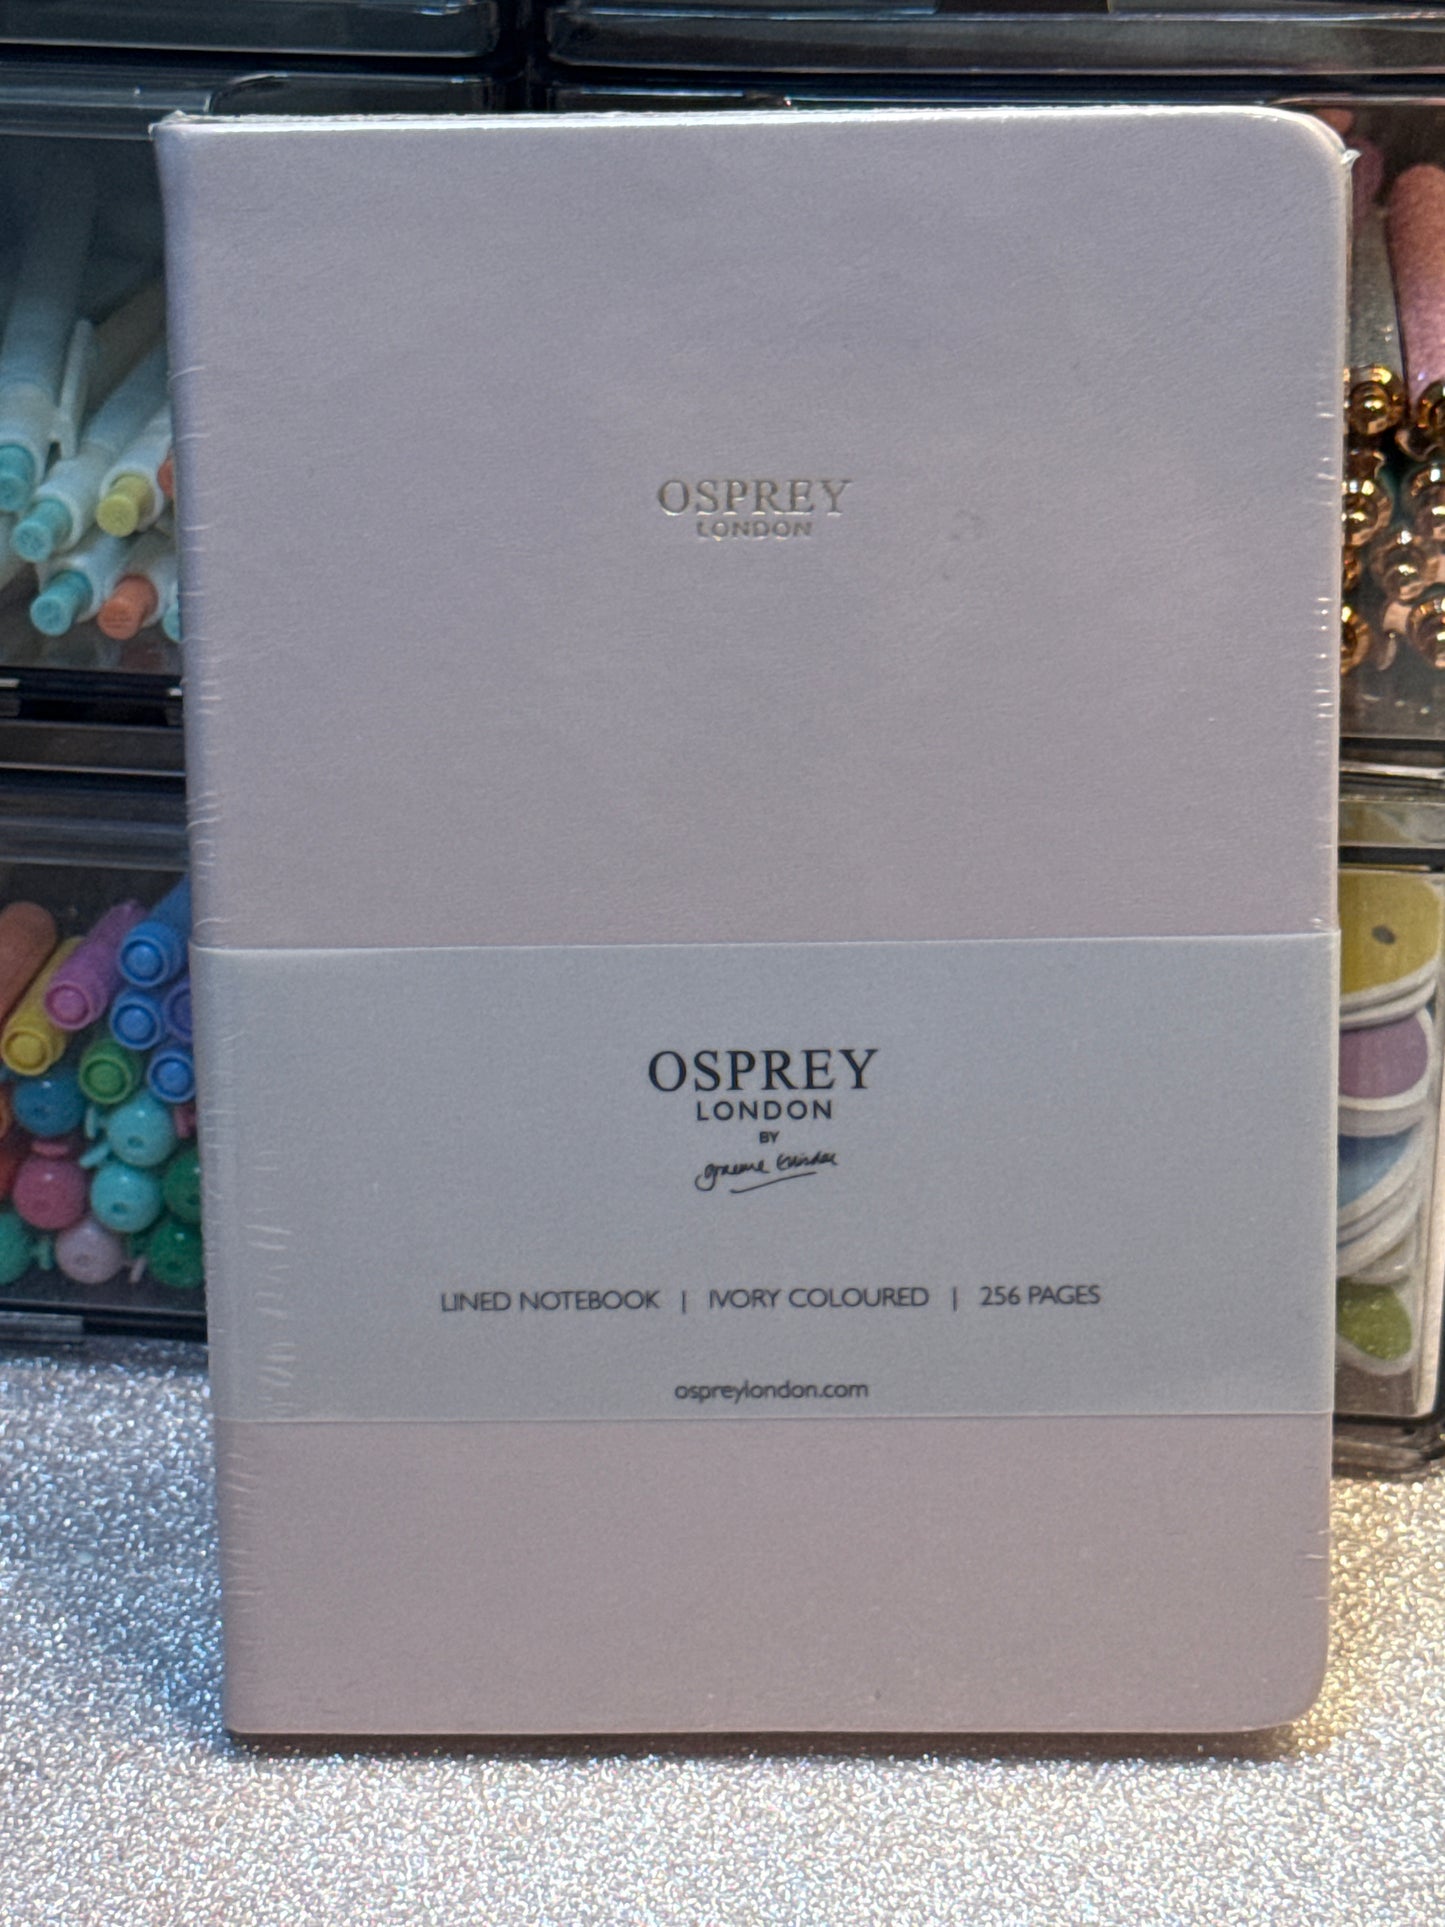 OSPREY
LONDON
OSPREY
LONDON
BY
LINED NOTEBOOK | IVORY COLOURED | 256 PAGES
ospreylondon.com